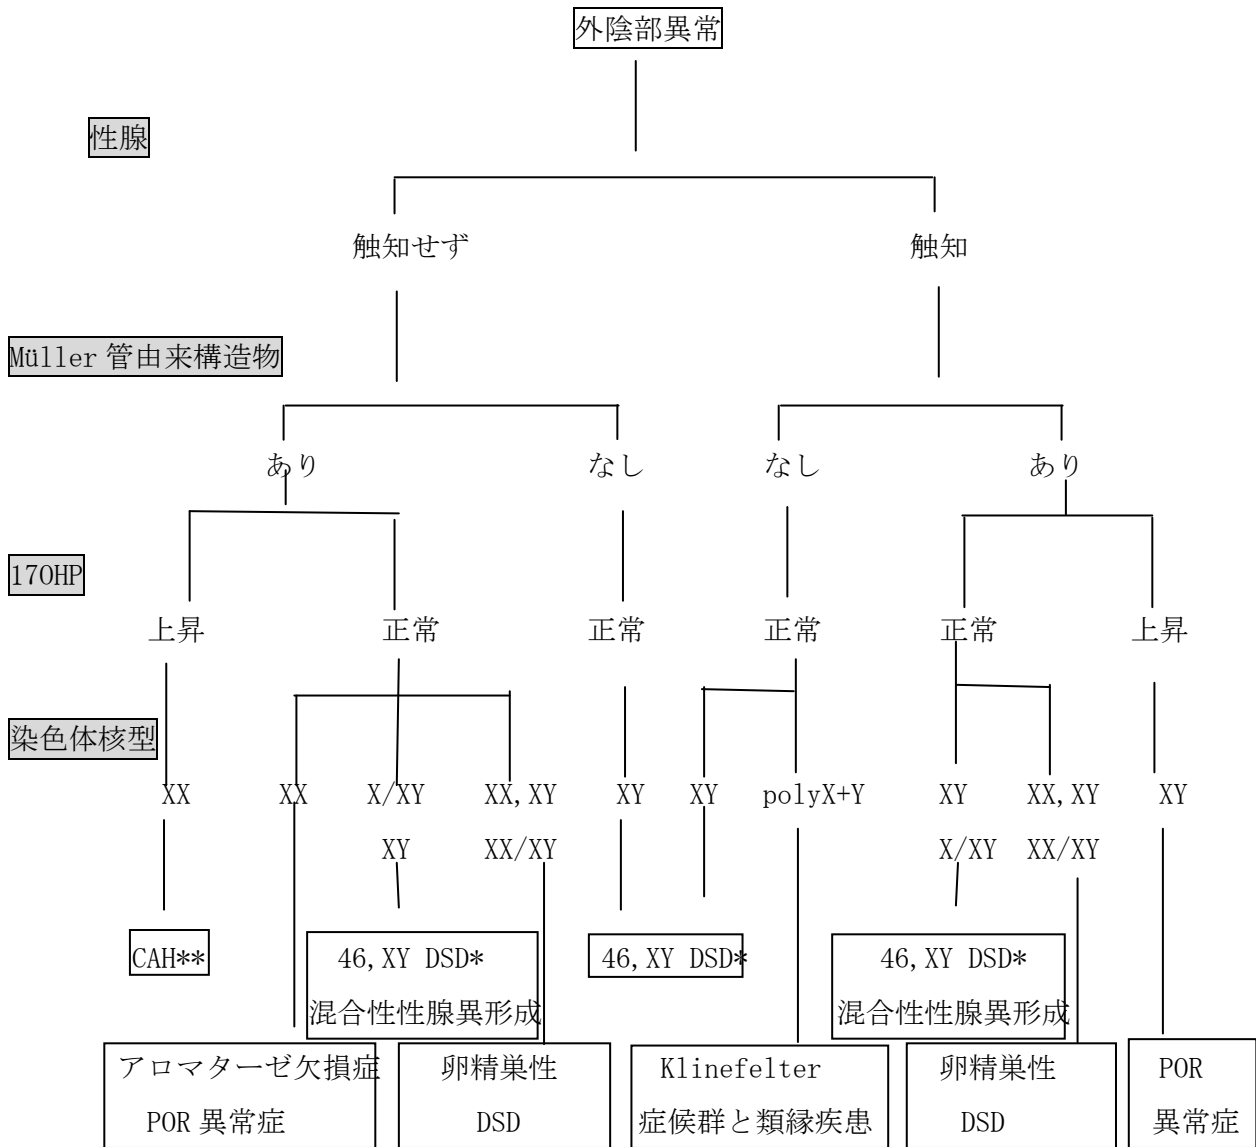 外陰部異常
性腺
触知せず 触知
Müller 管由来構造物
あり なし なし あり
17OHP
上昇 正常 正常 正常 正常 上昇
染色体核型
XX XX X/XY XX,XY XY XY polyX+Y XY XX,XY XY
XY XX/XY X/XY XX/XY
CAH** 46,XY DSD* 46,XY DSD* 46,XY DSD*
混合性性腺異形成 混合性性腺異形成
アロマターゼ欠損症 卵精巣性 Klinefelter 卵精巣性 POR
POR 異常症 DSD 症候群と類縁疾患 DSD 異常症